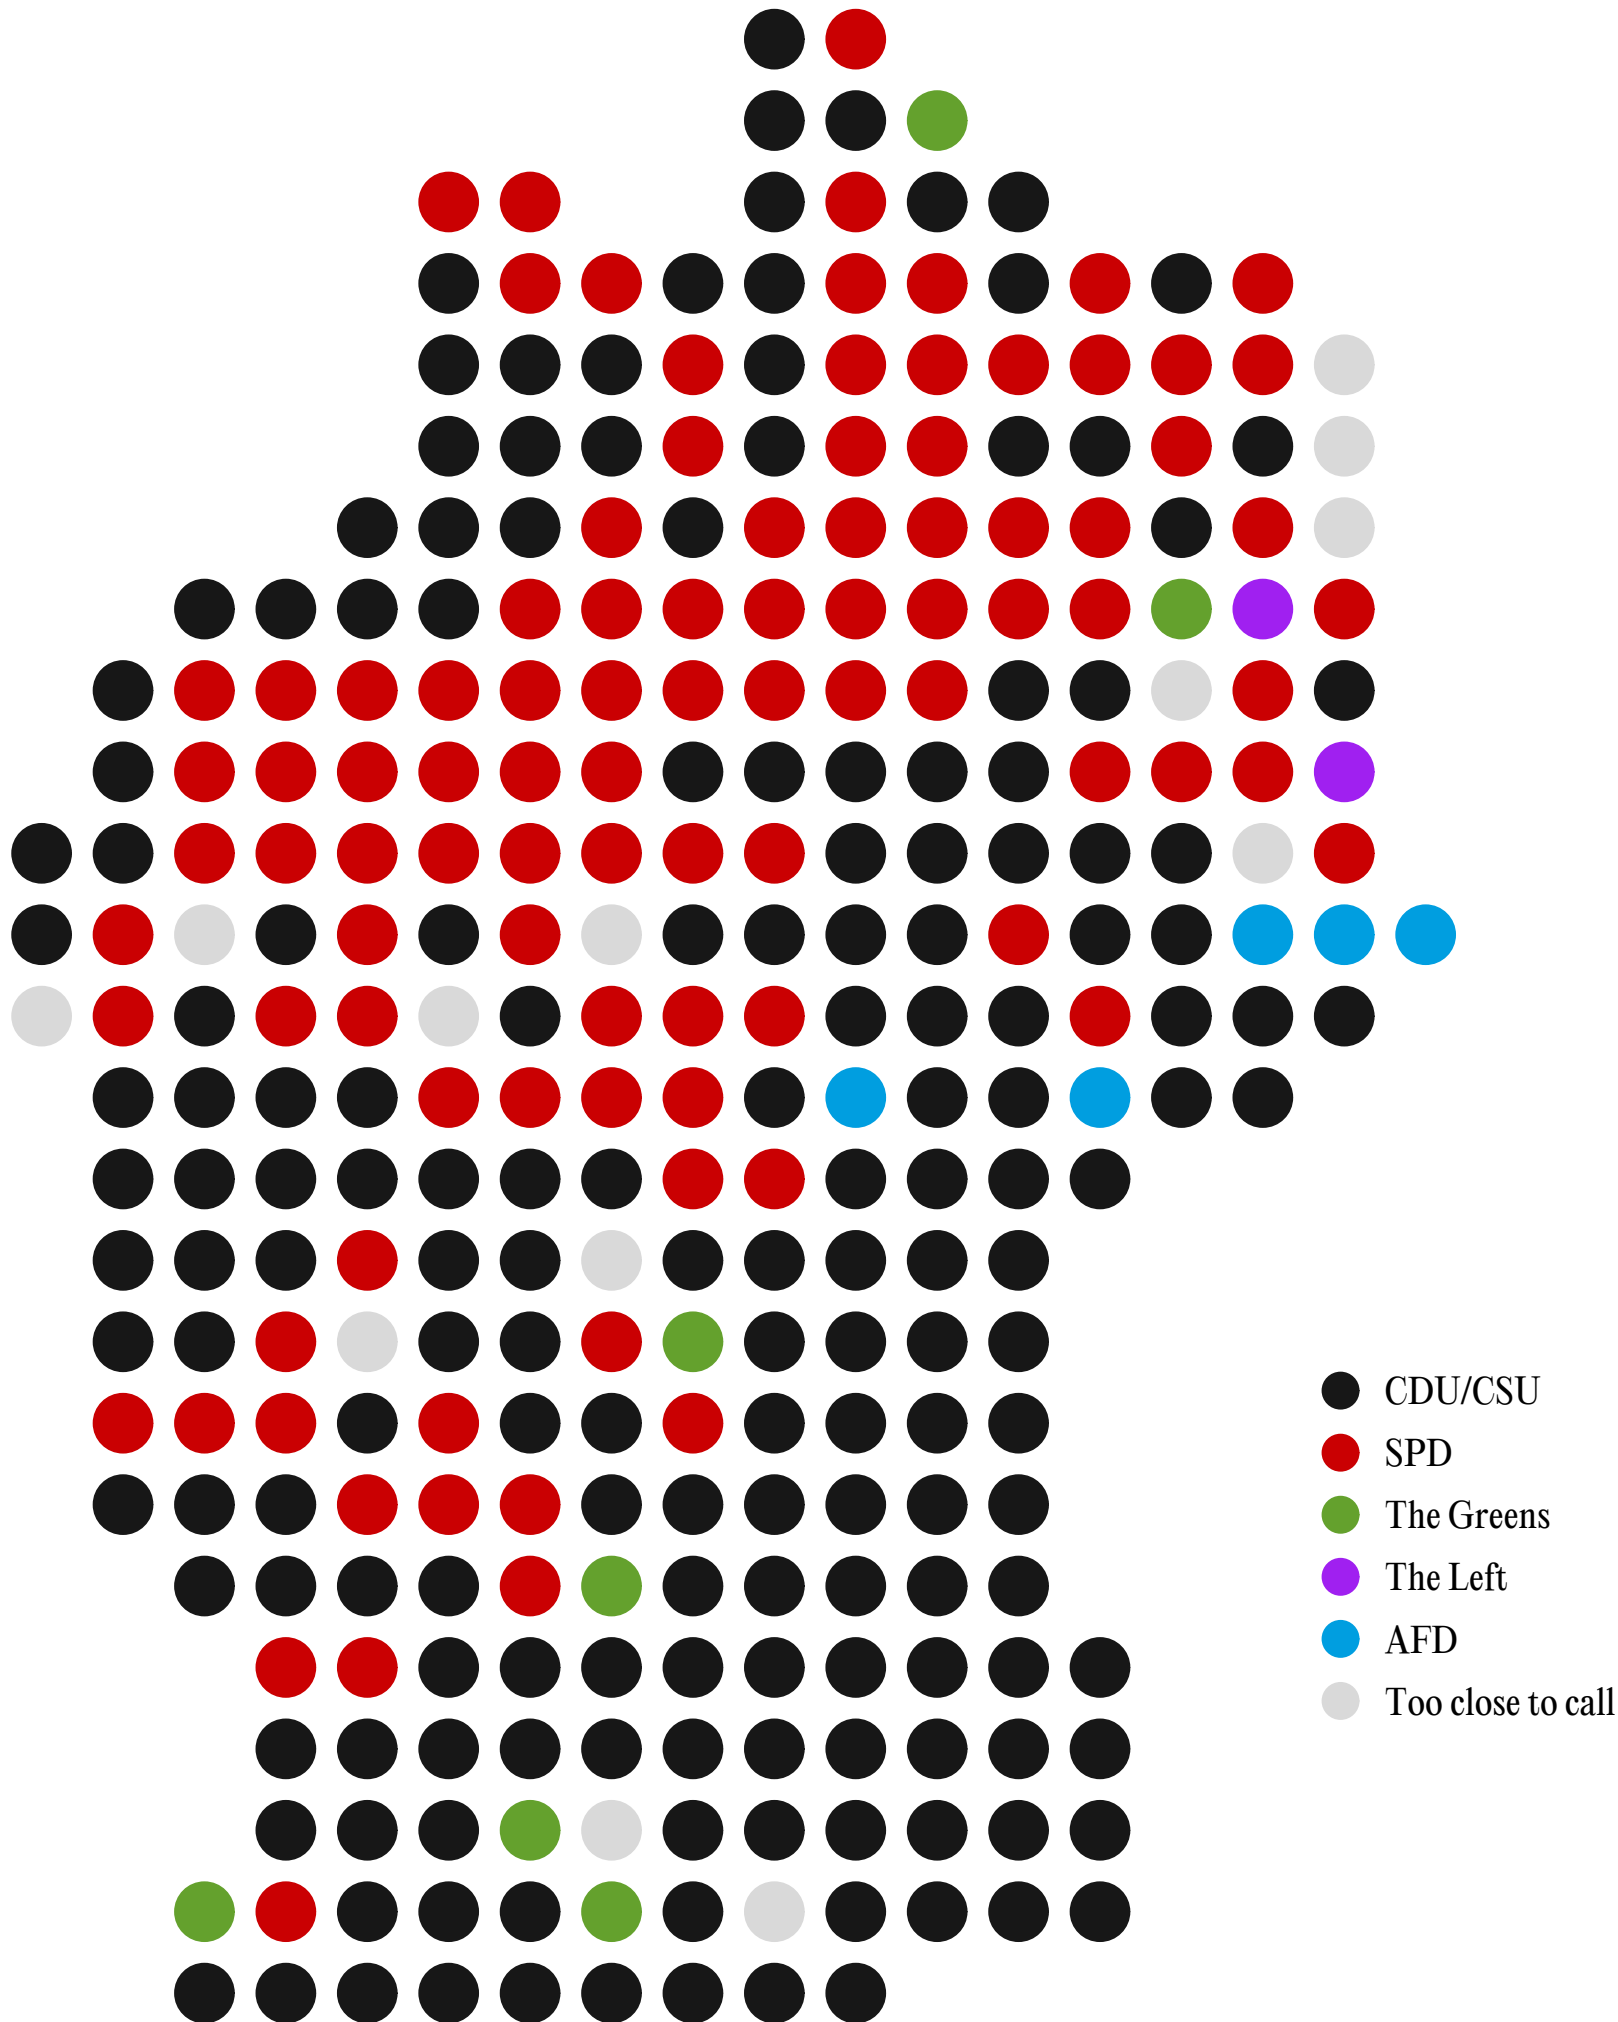 CDU/CSU
SPD
The Greens
The Left
AFD
Too close to call